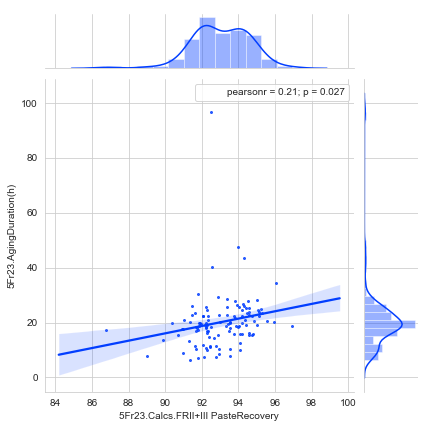 pearsonr = 0.21; p = 0.027
100
80
60
40
20
0
5Fr23.AgingDuration(h)
84 86 88 90 92 94 96 98 100
5Fr23.Calcs.FRII+III PasteRecovery